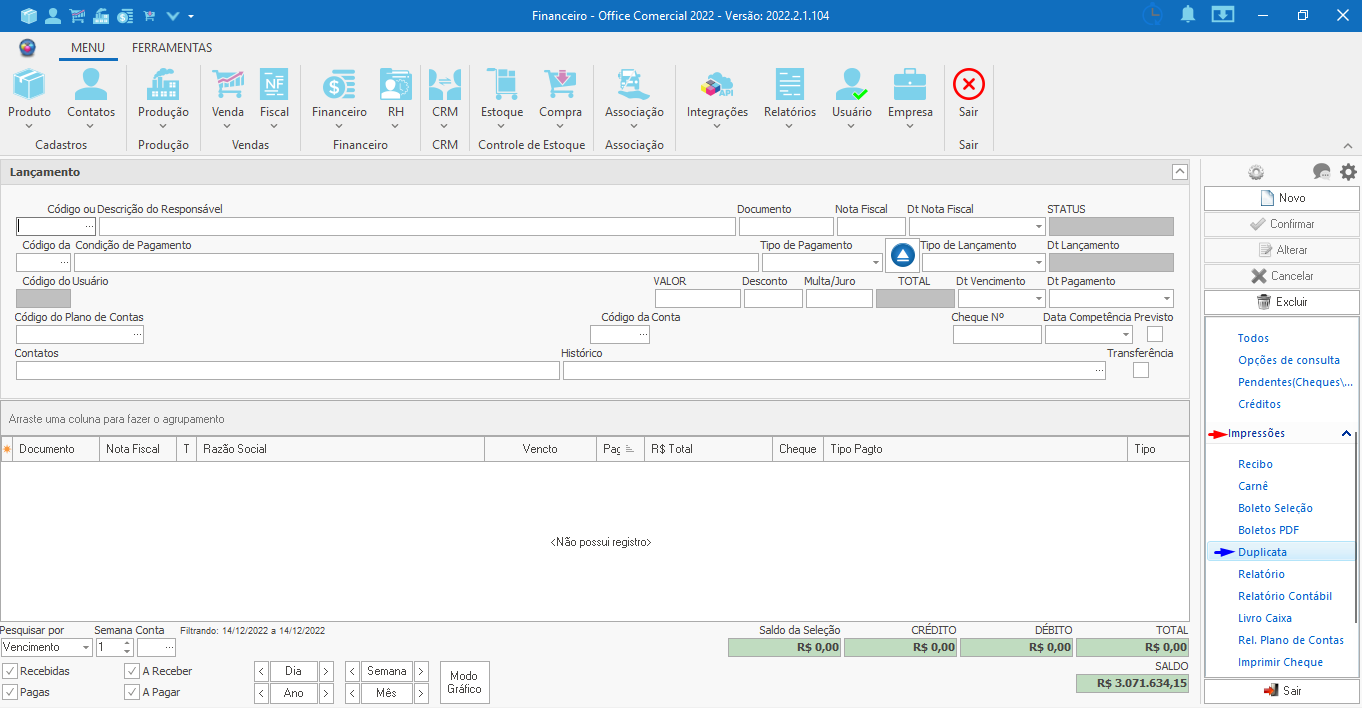 Financeiro - Office Comercial 2022 - Versão: 2022.2.1.104
MENU FERRAMENTAS
NF API
Produto Contatos Produção Venda Fiscal Financeiro RH CRM Estoque Compra Associação Integrações Relatórios Usuário Empresa Sair
Cadastros Produção Vendas Financeiro CRM Controle de Estoque Associação Sair
Lançamento
Código ou Descrição do Responsável Documento Nota Fiscal Dt Nota Fiscal STATUS
Código da Condição de Pagamento Tipo de Pagamento Tipo de Lançamento Dt Lançamento
Código do Usuário VALOR Desconto Multa/Juro TOTAL Dt Vencimento Dt Pagamento
Código do Plano de Contas Código da Conta Cheque Nº Data Competência Previsto
Contatos Histórico Transferência
Arraste uma coluna para fazer o agrupamento
Documento Nota Fiscal T Razão Social Vencto Pag R$ Total Cheque Tipo Pagto Tipo
<Não possui registro>
Pesquisar por Semana Conta Filtrando: 14/12/2022 a 14/12/2022 Saldo da Seleção CRÉDITO DÉBITO TOTAL
Vencimento 1 ... R$ 0,00 R$ 0,00 R$ 0,00 R$ 0,00
Recebidas A Receber < Dia > < Semana > Modo Gráfico SALDO
Pagas A Pagar < Ano > < Mês > R$ 3.071.634,15
Novo
Confirmar
Alterar
Cancelar
Excluir
Todos
Opções de consulta
Pendentes(Cheques\...
Créditos
Impressões
Recibo
Carnê
Boleto Seleção
Boletos PDF
Duplicata
Relatório
Relatório Contábil
Livro Caixa
Rel. Plano de Contas
Imprimir Cheque
Sair